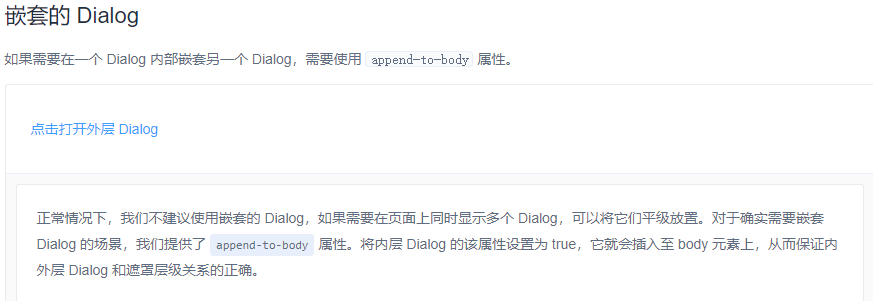 嵌套的 Dialog
如果需要在一个 Dialog 内部嵌套另一个 Dialog，需要使用 append-to-body 属性。
点击打开外层 Dialog
正常情况下，我们不建议使用嵌套的 Dialog，如果需要在页面上同时显示多个 Dialog，可以将它们平级放置。对于确实需要嵌套
Dialog 的场景，我们提供了 append-to-body 属性。将内层 Dialog 的该属性设置为 true，它就会插入至 body 元素上，从而保证内
外层 Dialog 和遮罩层级关系的正确。